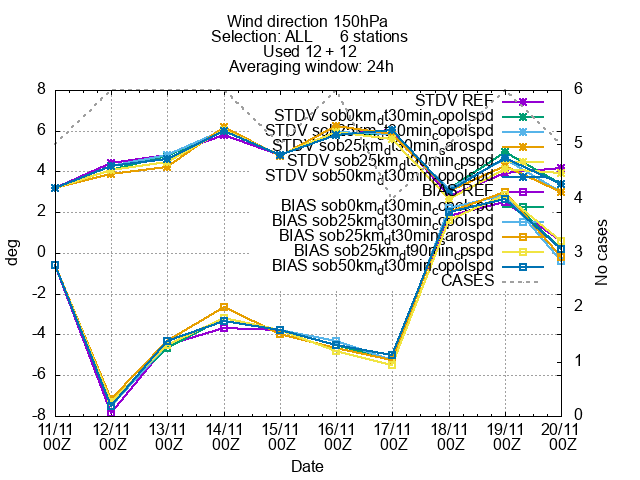 Wind direction 150hPa
Selection: ALL 6 stations
Used 12 + 12
Averaging window: 24h
STDV REF
STDV sob0km_dt30min_copolspd
STDV sob25km_dt30min_copolspd
STDV sob25km_dt30min_sarospd
STDV sob25km_dt90min_cpspd
STDV sob50km_dt30min_copolspd
BIAS REF
BIAS sob0km_dt30min_copolspd
BIAS sob25km_dt30min_copolspd
BIAS sob25km_dt30min_sarospd
BIAS sob25km_dt90min_cpspd
BIAS sob50km_dt30min_copolspd
CASES
8
6
4
2
0
-2
-4
-6
-8
deg
6
5
4
3
2
1
0
No cases
11/11 12/11 13/11 14/11 15/11 16/11 17/11 18/11 19/11 20/11
00Z 00Z 00Z 00Z 00Z 00Z 00Z 00Z 00Z 00Z
Date